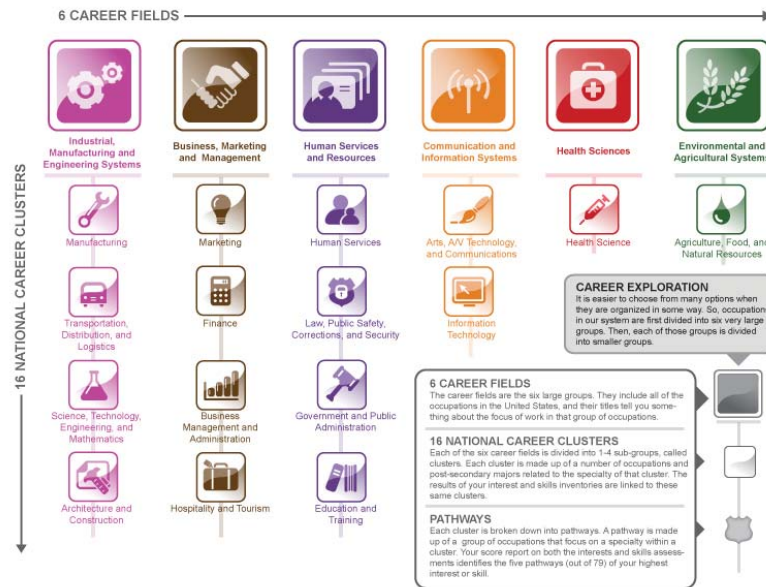 6 CAREER FIELDS
16 NATIONAL CAREER CLUSTERS
Industrial,
Manufacturing and
Engineering Systems
Business, Marketing
and Management
Human Services
and Resources
Communication and
Information Systems
Health Sciences
Environmental and
Agricultural Systems
Manufacturing
Marketing
Human Services
Arts, A/V Technology,
and Communications
Health Science
Agriculture, Food, and
Natural Resources
Transportation,
Distribution, and
Logistics
Finance
Law, Public Safety,
Corrections, and Security
Information
Technology
Science, Technology,
Engineering, and
Mathematics
Business
Management and
Administration
Government and Public
Administration
Architecture and
Construction
Hospitality and Tourism
Education and
Training
CAREER EXPLORATION
It is easier to choose from many options when
they are organized in some way. So, occupations
in our system are first divided into six very large
groups. Then, each of those groups is divided
into smaller groups.
6 CAREER FIELDS
The career fields are the six large groups. They include all of the
occupations in the United States, and their titles tell you some-
thing about the focus of work in that group of occupations.
16 NATIONAL CAREER CLUSTERS
Each of the six career fields is divided into 1-4 sub-groups, called
clusters. Each cluster is made up of a number of occupations and
post-secondary majors related to the specialty of that cluster. The
results of your interest and skills inventories are linked to these
same clusters.
PATHWAYS
Each cluster is broken down into pathways. A pathway is made
up of a group of occupations that focus on a specialty within a
cluster. Your score report on both the interests and skills assess-
ments identifies the five pathways (out of 79) of your highest
interest or skill.